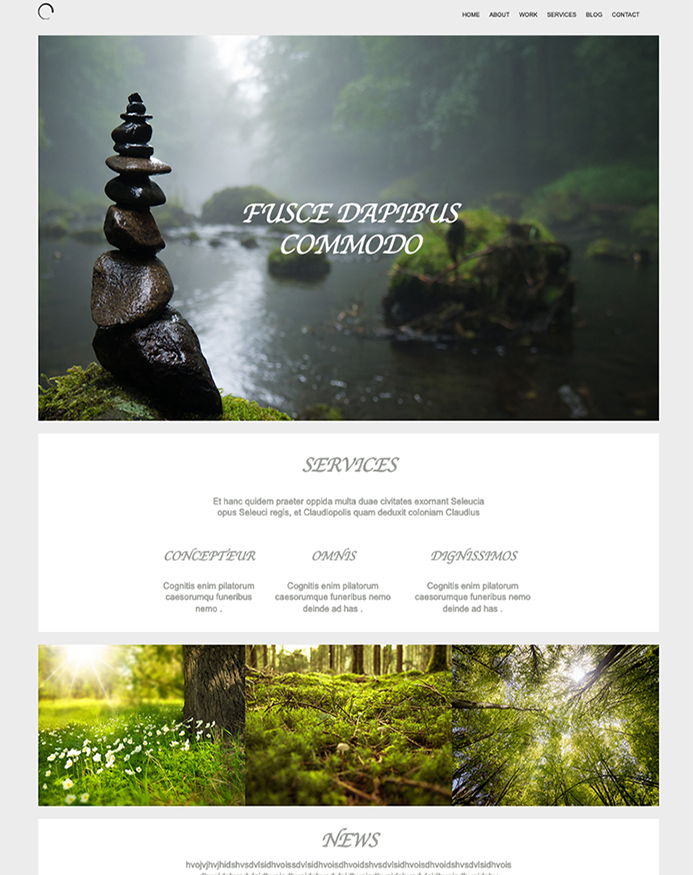 HOME ABOUT WORK SERVICES BLOG CONTACT
FUSCE DAPIBUS
COMMODO
SERVICES
Et hanc quidem praeter oppida multa duae civitates exornant Seleucia
opus Seleuci regis, et Claudiopolis quam deduxit coloniam Claudius
CONCEPTEUR
Cognitis enim pilatorum
caesorumqu funeribus
nemo .
OMNIS
Cognitis enim pilatorum
caesorumque funeribus nemo
deinde ad has .
DIGNISSIMOS
Cognitis enim pilatorum
caesorumque funeribus nemo
deinde ad has .
NEWS